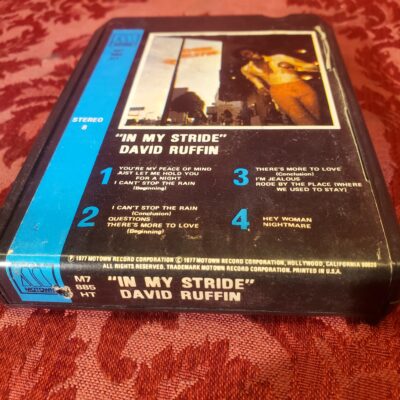 STEREO
8
"IN MY STRIDE"
DAVID RUFFIN
1
YOU'RE MY PEACE OF MIND
JUST LET ME HOLD YOU
FOR A NIGHT
I CAN'T STOP THE RAIN
(Beginning)
2
I CAN'T STOP THE RAIN
(Conclusion)
QUESTIONS
THERE'S MORE TO LOVE
(Beginning)
3
THERE'S MORE TO LOVE
(Conclusion)
I'M JEALOUS
RODE BY THE PLACE (WHERE
WE USED TO STAY)
4
HEY WOMAN
NIGHTMARE
℗ 1977 MOTOWN RECORD CORPORATION © 1977 MOTOWN RECORD CORPORATION, HOLLYWOOD, CALIFORNIA 90028
ALL RIGHTS RESERVED. TRADEMARK MOTOWN RECORD CORPORATION. PRINTED IN U.S.A.
MOTOWN
M7
885
HT
"IN MY STRIDE"
DAVID RUFFIN